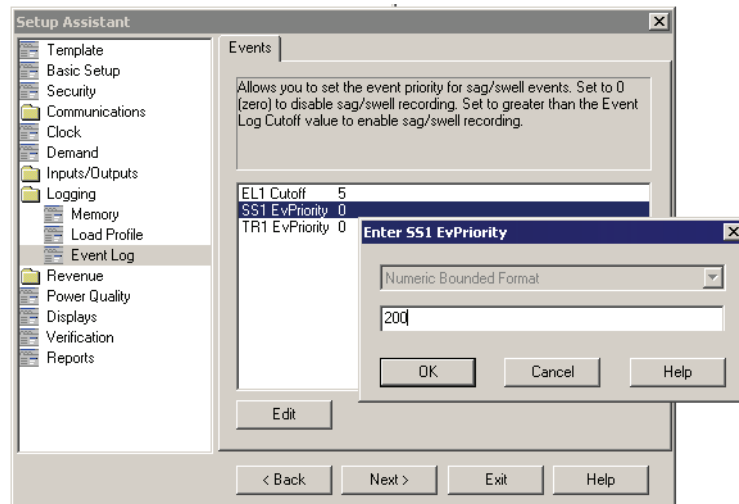 Setup Assistant
Template
Basic Setup
Security
Communications
Clock
Demand
Inputs/Outputs
Logging
Memory
Load Profile
Event Log
Revenue
Power Quality
Displays
Verification
Reports
Events
Allows you to set the event priority for sag/swell events. Set to 0
(zero) to disable sag/swell recording. Set to greater than the Event
Log Cutoff value to enable sag/swell recording.
EL1 Cutoff 5
SS1 EvPriority 0
TR1 EvPriority 0
Enter SS1 EvPriority
Numeric Bounded Format
200
OK Cancel Help
Edit
< Back Next > Exit Help